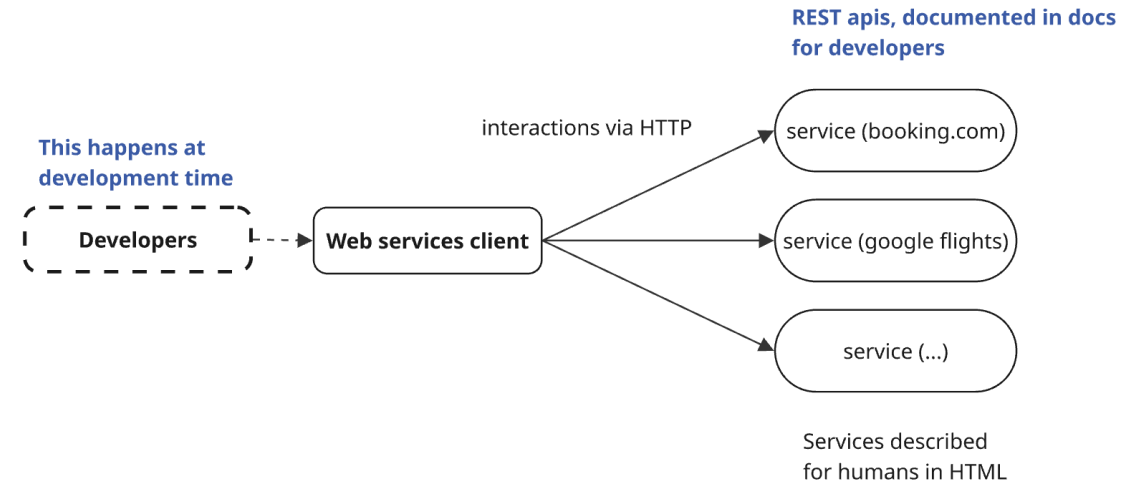 REST apis, documented in docs
for developers
interactions via HTTP
service (booking.com)
This happens at
development time
Developers
Web services client
service (google flights)
service (...)
Services described
for humans in HTML